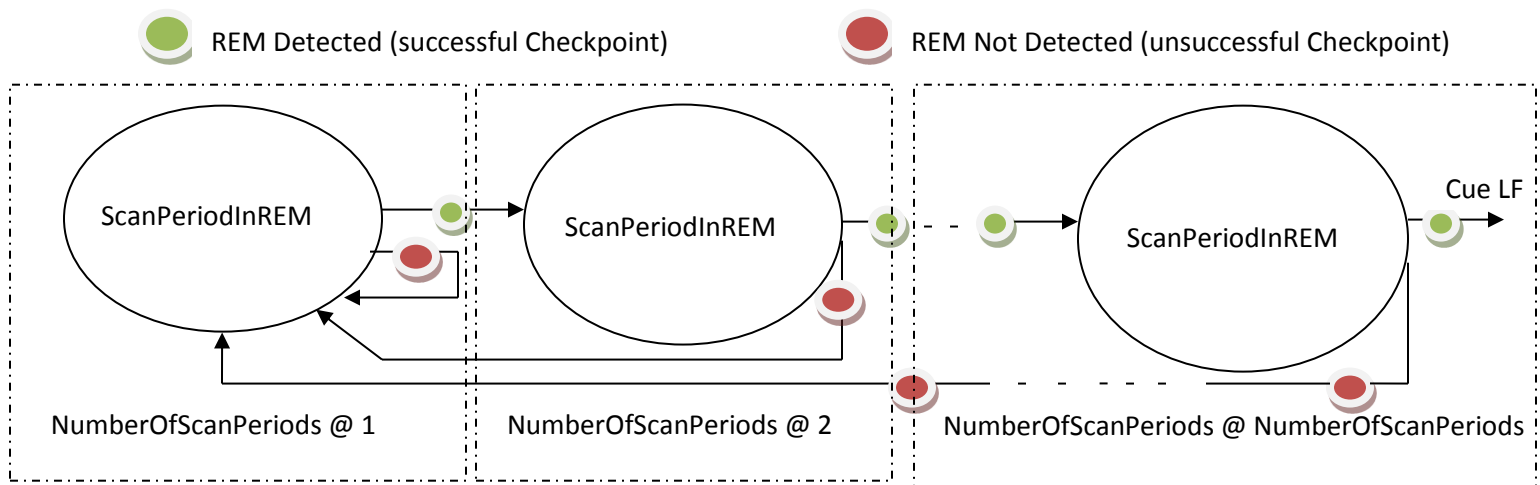 REM Detected (successful Checkpoint)
REM Not Detected (unsuccessful Checkpoint)
ScanPeriodInREM
ScanPeriodInREM
ScanPeriodInREM
Cue LF
NumberOfScanPeriods @ 1
NumberOfScanPeriods @ 2
NumberOfScanPeriods @ NumberOfScanPeriods